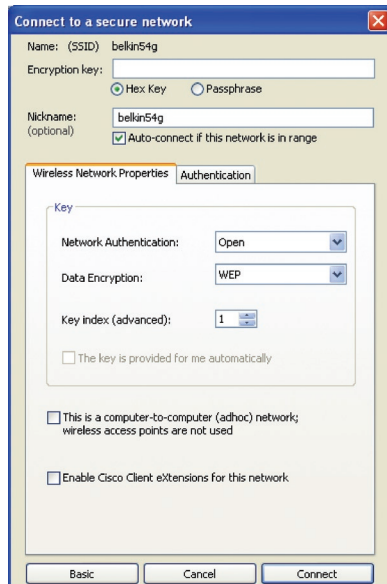 Connect to a secure network
Name: (SSID) belkin54g
Encryption key:
Hex Key Passphrase
Nickname: belkin54g
(optional)
Auto-connect if this network is in range
Wireless Network Properties Authentication
Key
Network Authentication: Open
Data Encryption: WEP
Key index (advanced): 1
The key is provided for me automatically
This is a computer-to-computer (adhoc) network;
wireless access points are not used
Enable Cisco Client eXtensions for this network
Basic Cancel Connect